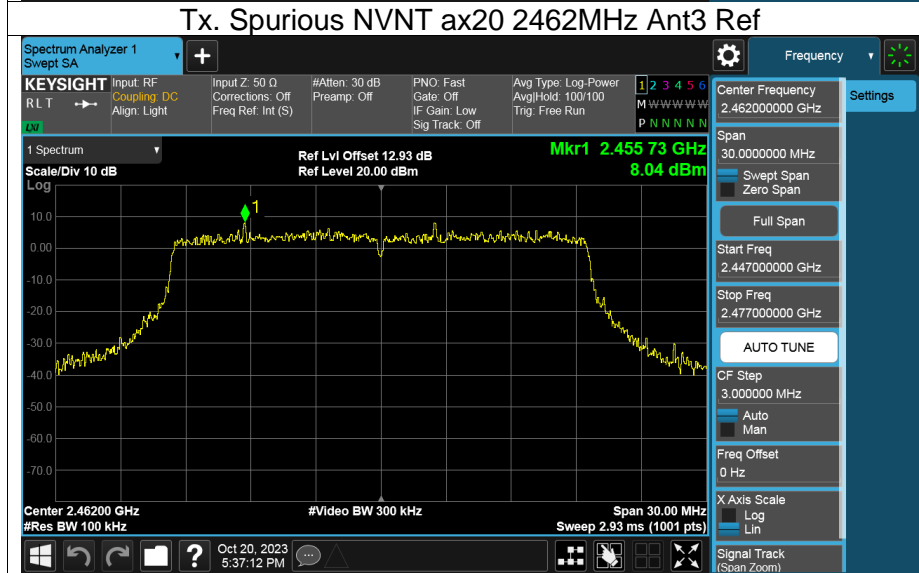 Tx. Spurious NVNT ax20 2462MHz Ant3 Ref
Spectrum Analyzer 1
Swept SA
+
Frequency
KEYSIGHT
RLT
LXI
Input: RF
Coupling: DC
Align: Light
Input Z: 50 Ω
Corrections: Off
Freq Ref: Int (S)
#Atten: 30 dB
Preamp: Off
PNO: Fast
Gate: Off
IF Gain: Low
Sig Track: Off
Avg Type: Log-Power
Avg|Hold: 100/100
Trig: Free Run
1 2 3 4 5 6
M W W W W W
P N N N N N
Settings
1 Spectrum
Scale/Div 10 dB
Log
Ref Lvl Offset 12.93 dB
Ref Level 20.00 dBm
Mkr1 2.455 73 GHz
8.04 dBm
1
10.0
0.00
-10.0
-20.0
-30.0
-40.0
-50.0
-60.0
-70.0
Center 2.46200 GHz
#Res BW 100 kHz
#Video BW 300 kHz
Span 30.00 MHz
Sweep 2.93 ms (1001 pts)
Center Frequency
2.462000000 GHz
Span
30.0000000 MHz
Swept Span
Zero Span
Full Span
Start Freq
2.447000000 GHz
Stop Freq
2.477000000 GHz
AUTO TUNE
CF Step
3.000000 MHz
Auto
Man
Freq Offset
0 Hz
X Axis Scale
Log
Lin
Signal Track
(Span Zoom)
?
Oct 20, 2023
5:37:12 PM